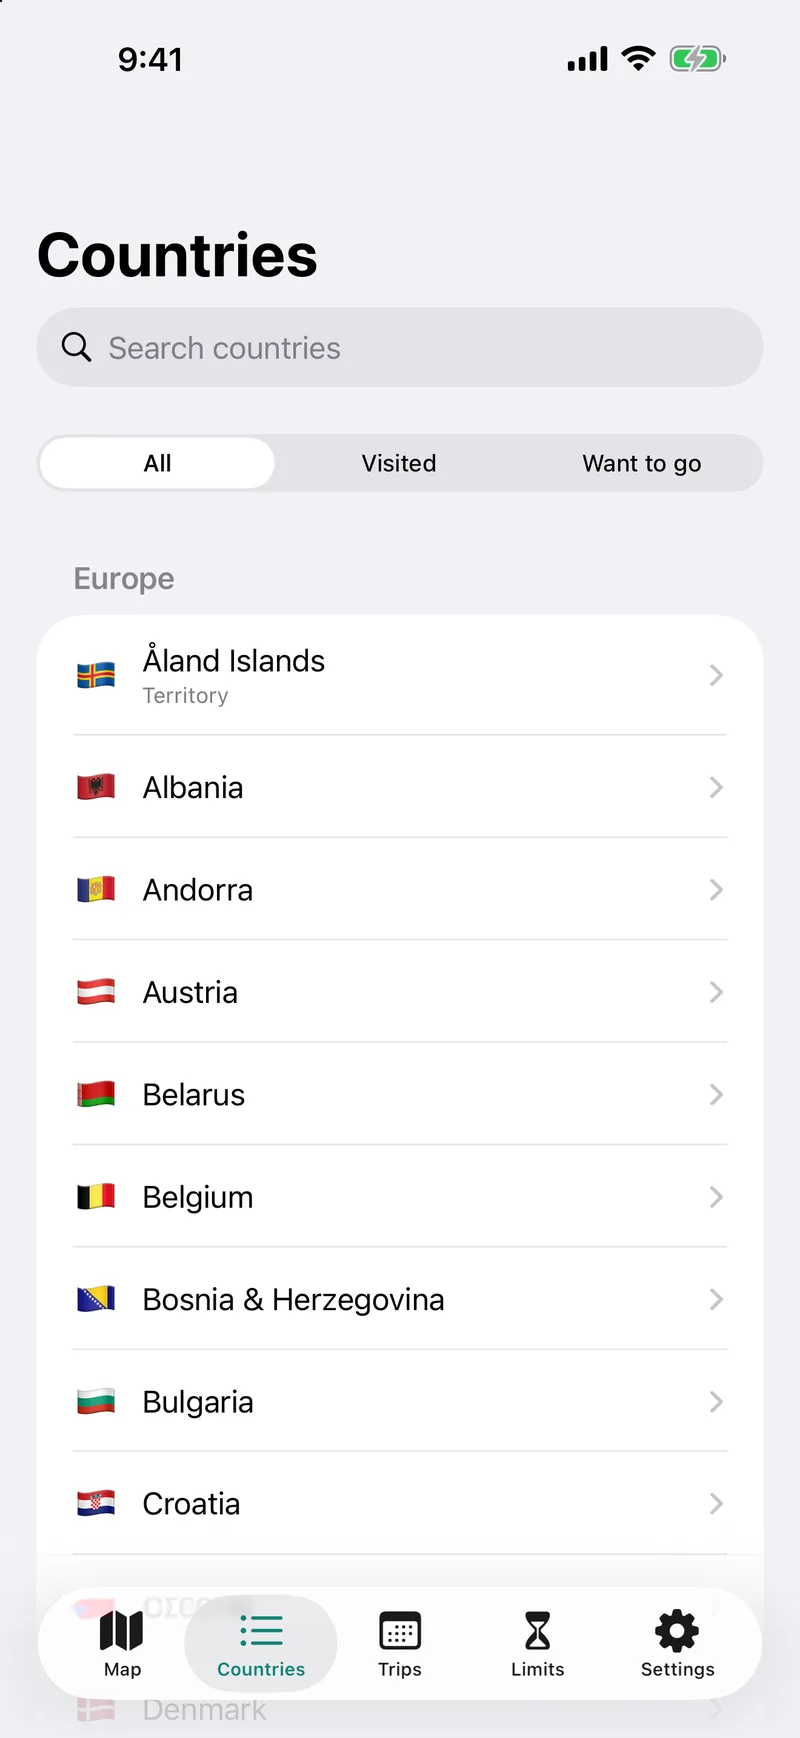 9:41
Countries
Search countries
All
Visited
Want to go
Europe
Åland Islands
Territory
Albania
Andorra
Austria
Belarus
Belgium
Bosnia & Herzegovina
Bulgaria
Croatia
Map
Countries
Trips
Limits
Settings
Denmark